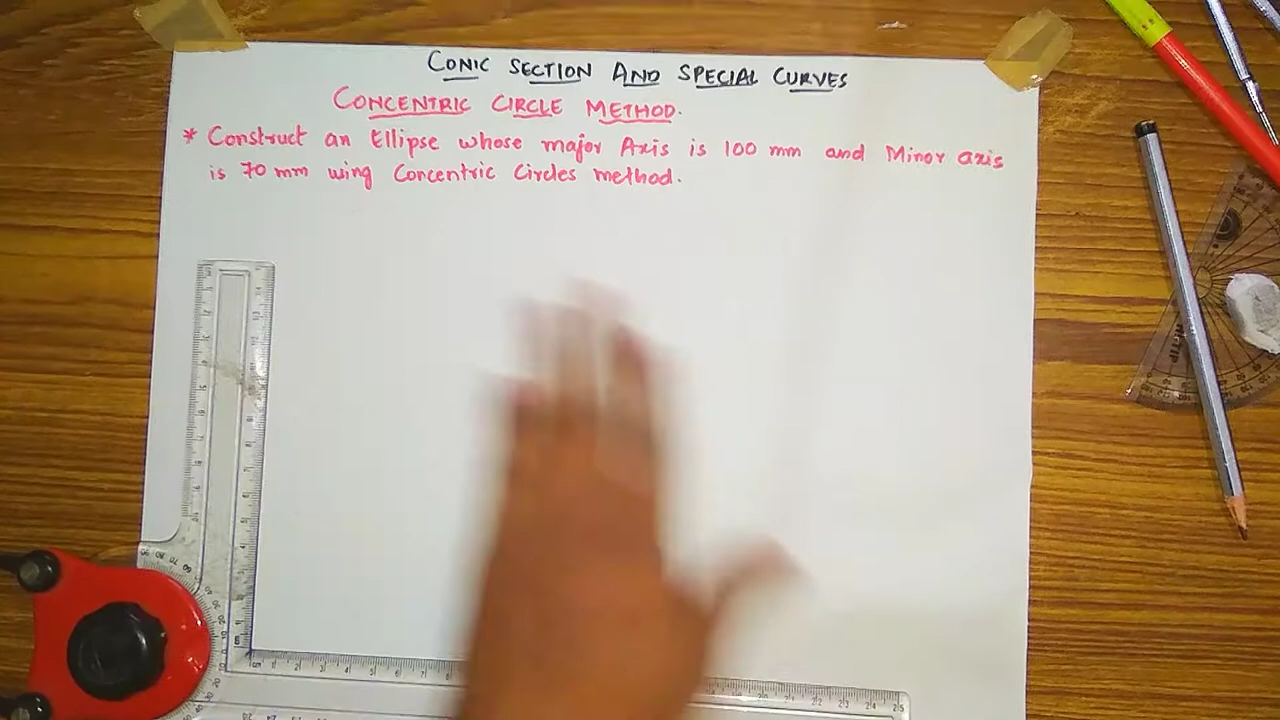 CONIC SECTION AND SPECIAL CURVES
CONCENTRIC CIRCLE METHOD.
* Construct an Ellipse whose major Axis is 100 mm and Minor axis
is 70 mm using Concentric Circles method.